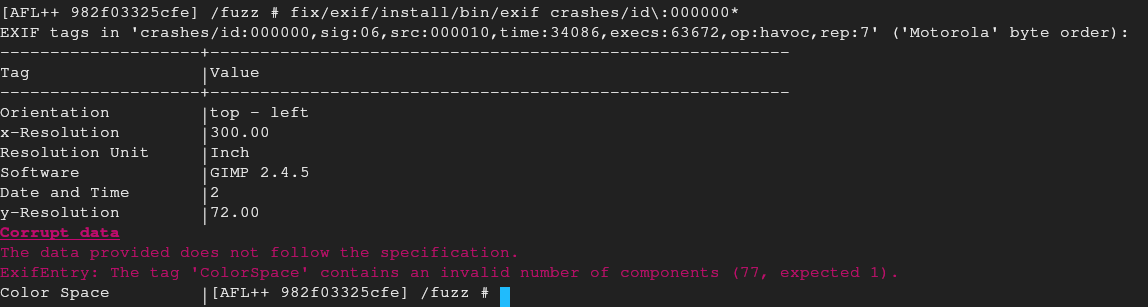 [AFL++ 982f03325cfe] /fuzz # fix/exif/install/bin/exif crashes/id\:000000*
EXIF tags in 'crashes/id:000000,sig:06,src:000010,time:34086,execs:63672,op:havoc,rep:7' ('Motorola' byte order):
--------------------+----------------------------------------------------------
Tag                 |Value
--------------------+----------------------------------------------------------
Orientation         |top - left
x-Resolution        |300.00
Resolution Unit     |Inch
Software            |GIMP 2.4.5
Date and Time       |2
y-Resolution        |72.00
Corrupt data
The data provided does not follow the specification.
ExifEntry: The tag 'ColorSpace' contains an invalid number of components (77, expected 1).
Color Space         |[AFL++ 982f03325cfe] /fuzz #